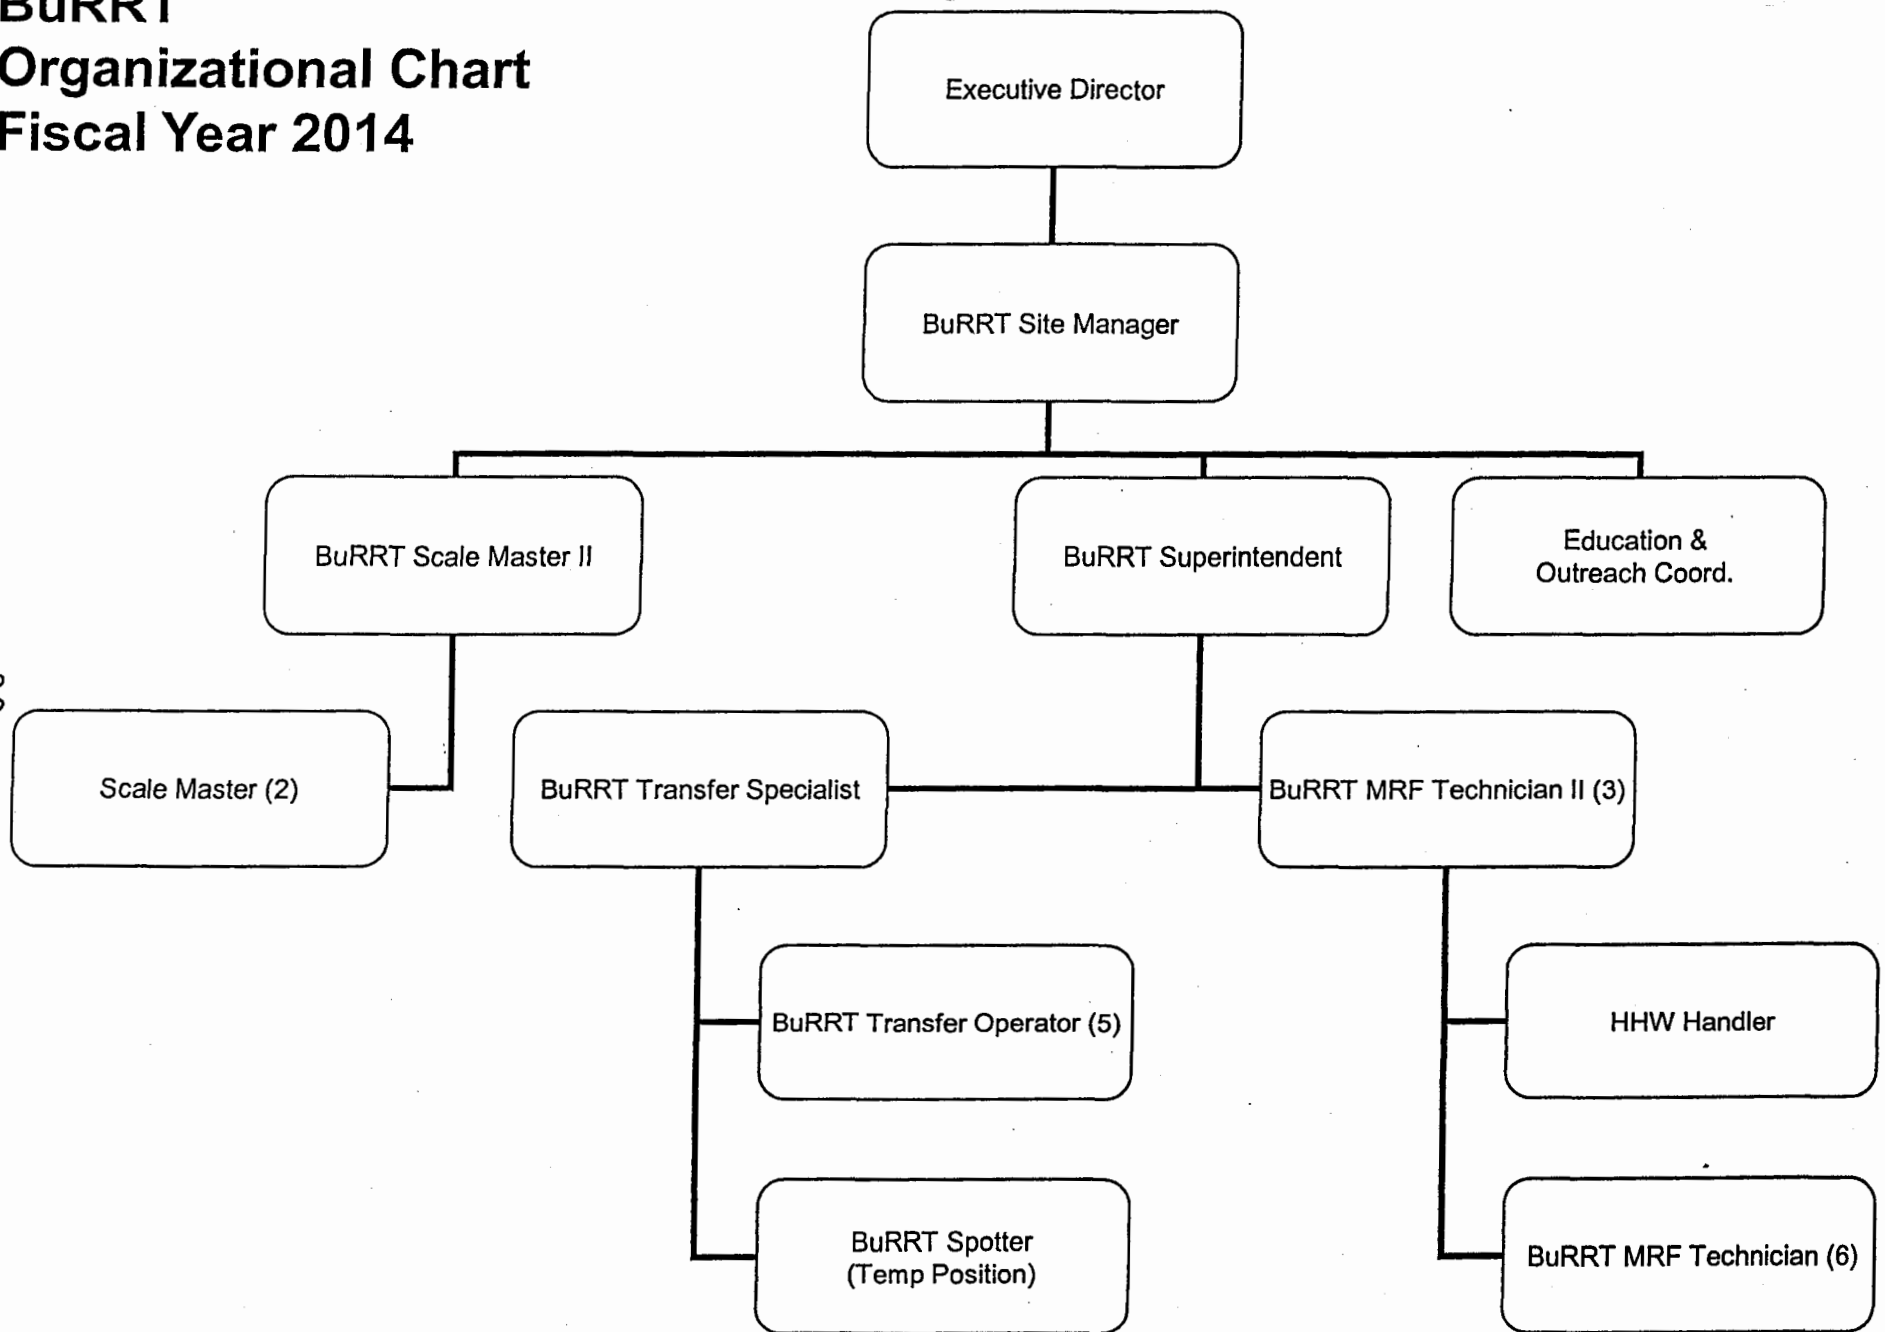 BuRRT
Organizational Chart
Fiscal Year 2014
Executive Director
BuRRT Site Manager
BuRRT Scale Master II
BuRRT Superintendent
Education &
Outreach Coord.
Scale Master (2)
BuRRT Transfer Specialist
BuRRT MRF Technician II (3)
BuRRT Transfer Operator (5)
HHW Handler
BuRRT Spotter
(Temp Position)
BuRRT MRF Technician (6)